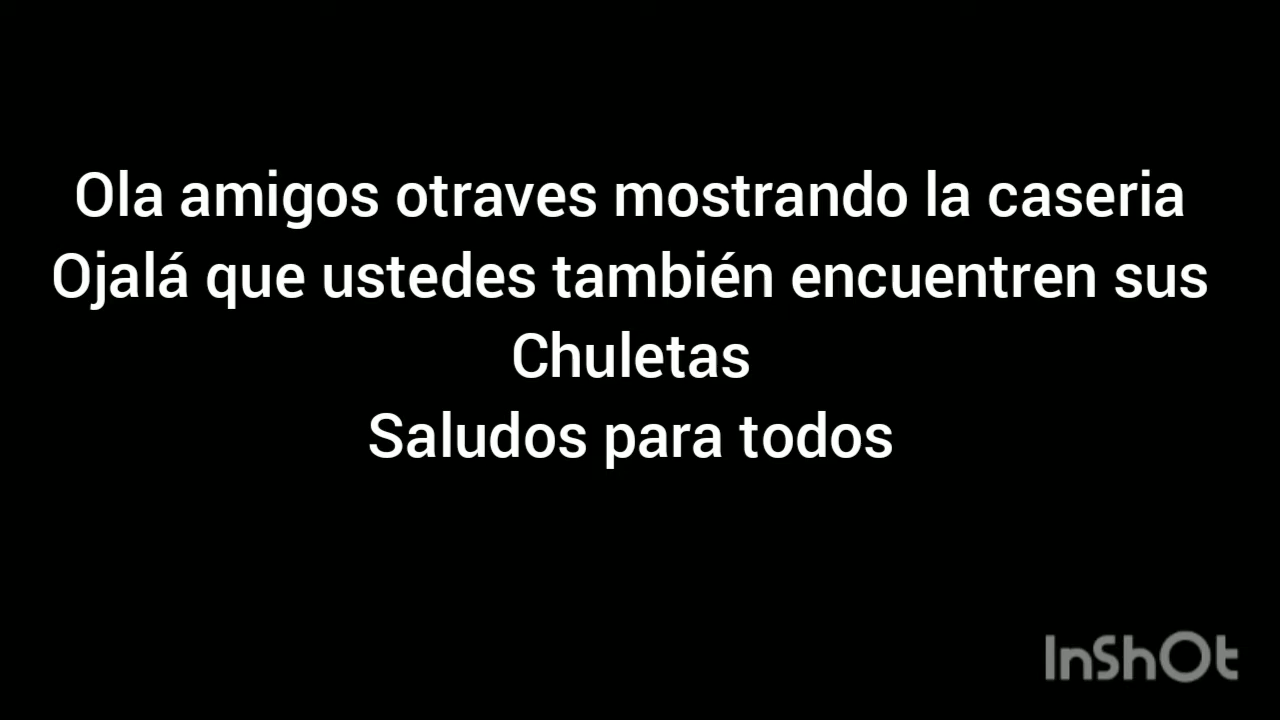 Ola amigos otraves mostrando la caseria
Ojalá que ustedes también encuentren sus
Chuletas
Saludos para todos
InShOt